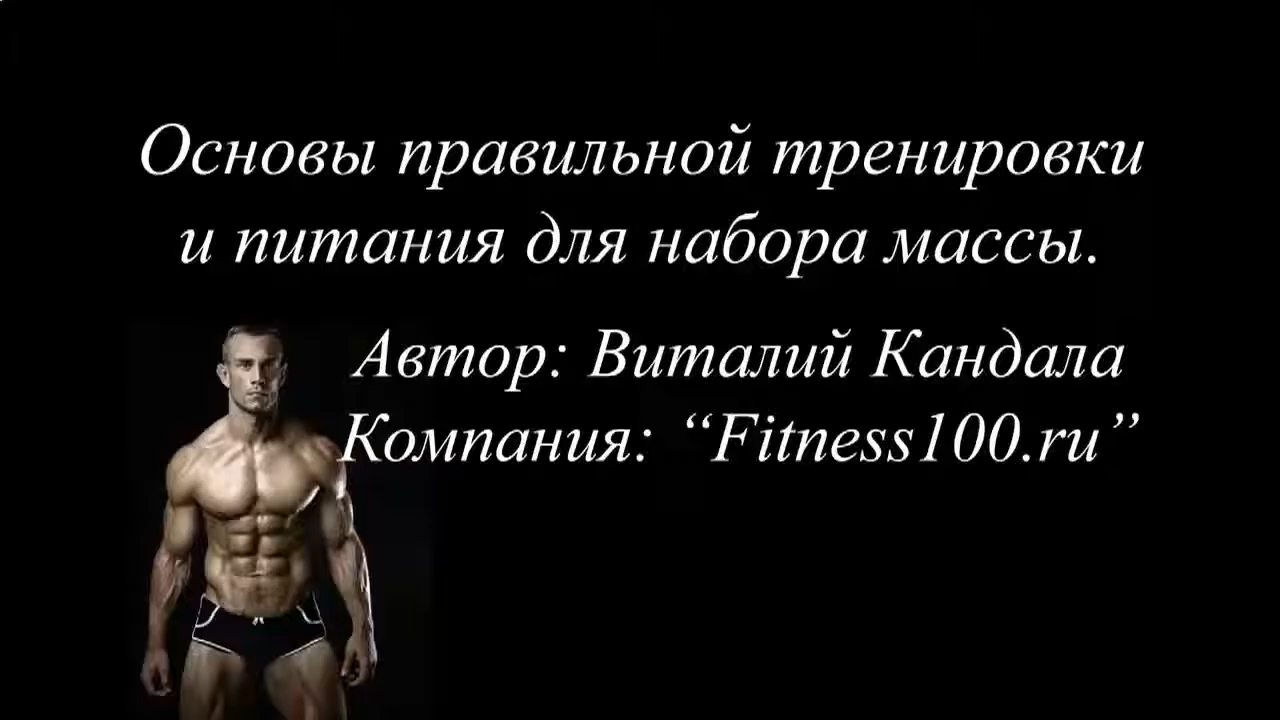 Основы правильной тренировки
и питания для набора массы.
Автор: Виталий Кандала
Компания: “Fitness100.ru”